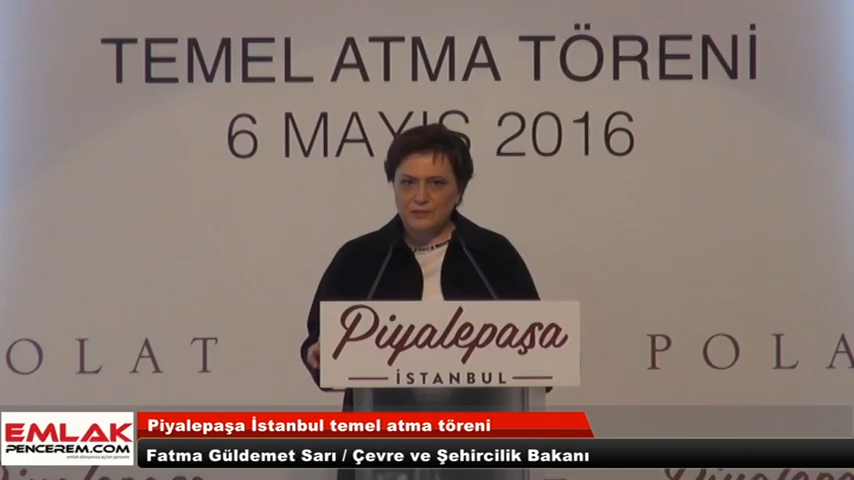 TEMEL ATMA TÖRENİ
6 MAYIS 2016
Piyalepaşa
İSTANBUL
OLAT
POLA
EMLAK
PENCEREM.COM
Piyalepaşa İstanbul temel atma töreni
Fatma Güldemet Sarı / Çevre ve Şehircilik Bakanı